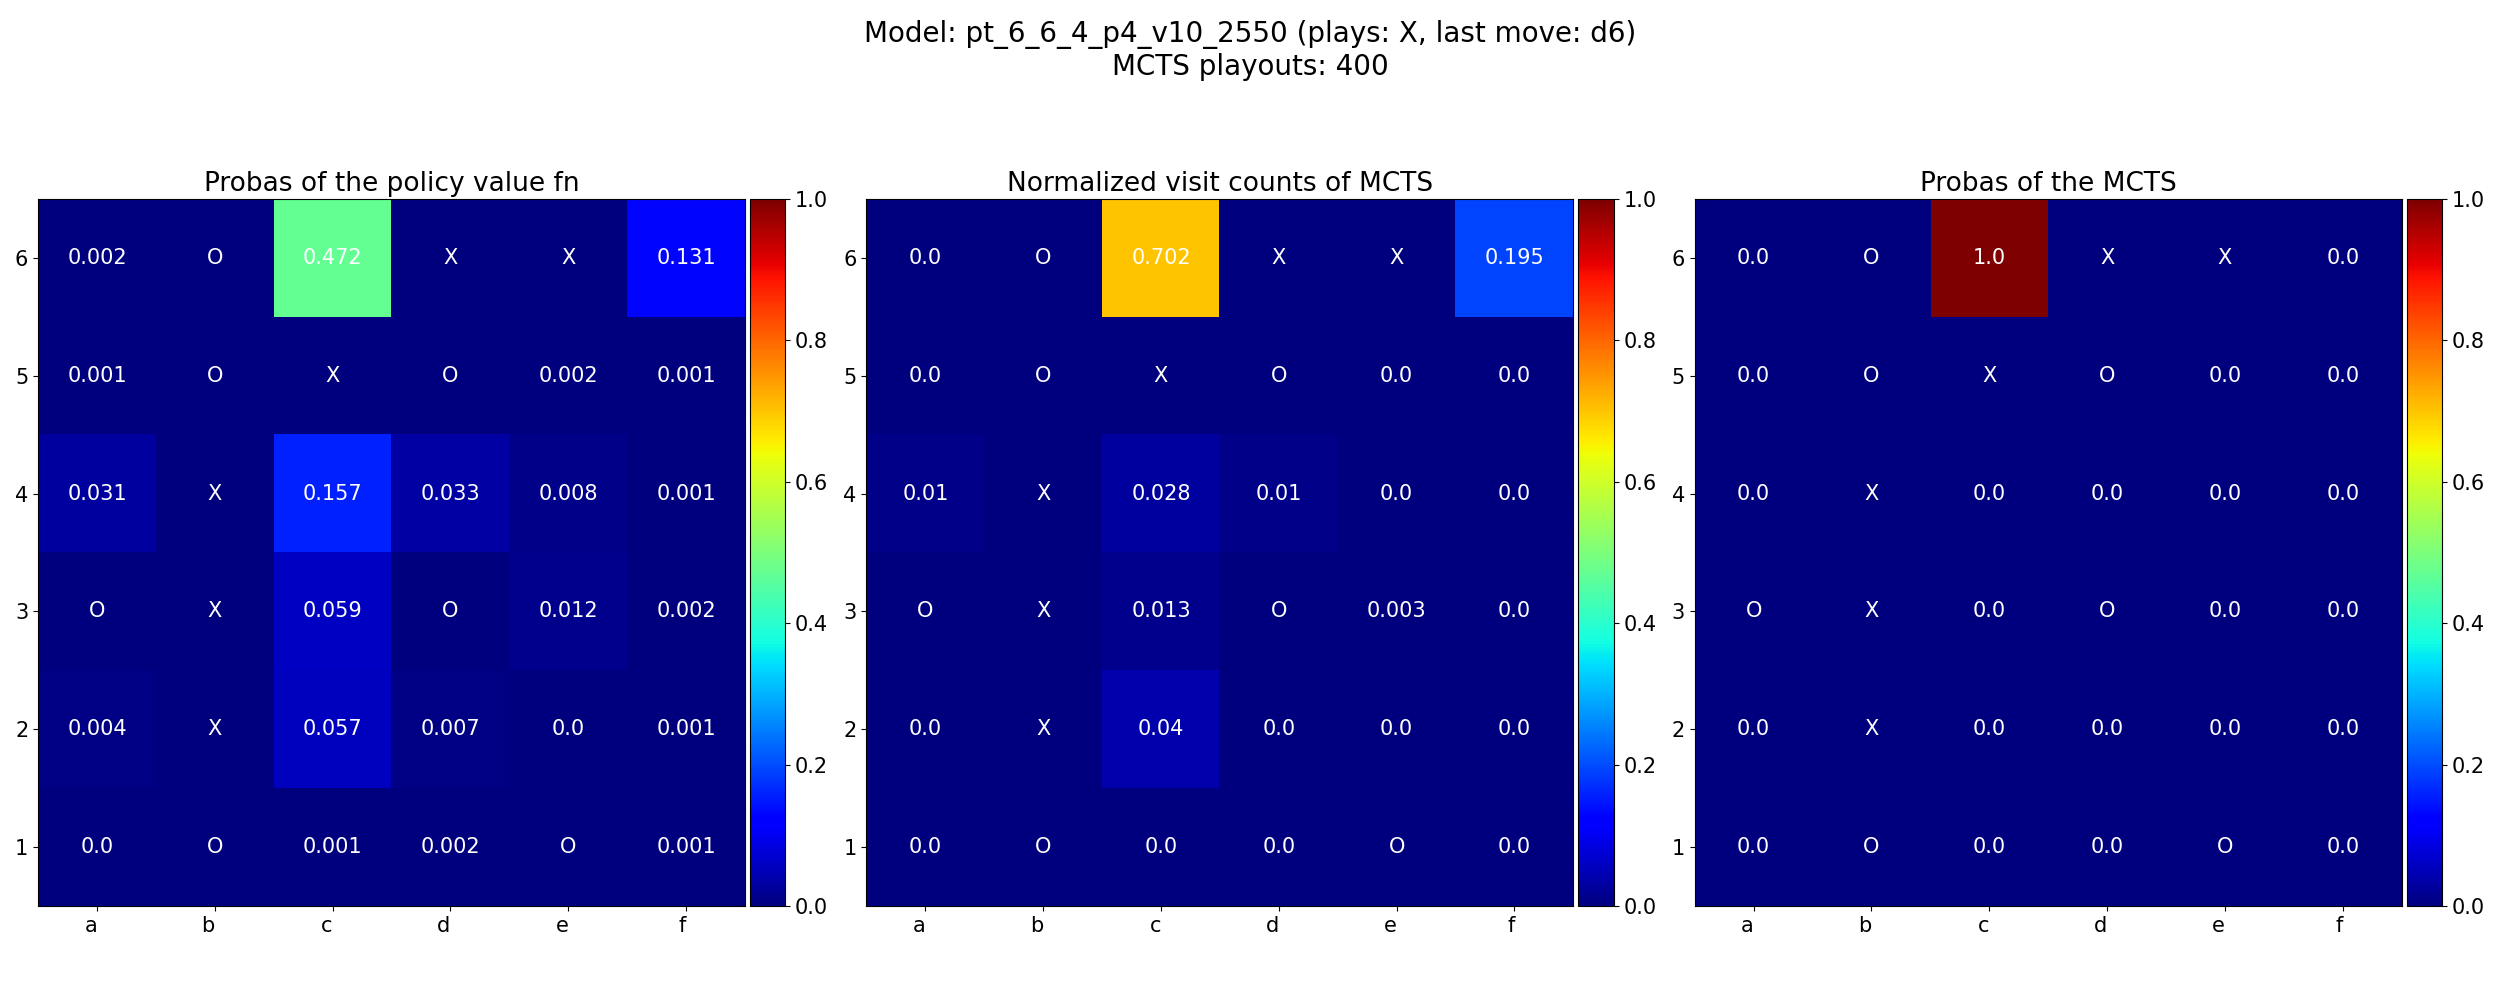 Model: pt_6_6_4_p4_v10_2550 (plays: X, last move: d6)
MCTS playouts: 400
Probas of the policy value fn
6 0.002 O 0.472 X X 0.131
5 0.001 O X O 0.002 0.001
4 0.031 X 0.157 0.033 0.008 0.001
3 O X 0.059 O 0.012 0.002
2 0.004 X 0.057 0.007 0.0 0.001
1 0.0 O 0.001 0.002 O 0.001
a b c d e f
1.0
0.8
0.6
0.4
0.2
0.0
Normalized visit counts of MCTS
6 0.0 O 0.702 X X 0.195
5 0.0 O X O 0.0 0.0
4 0.01 X 0.028 0.01 0.0 0.0
3 O X 0.013 O 0.003 0.0
2 0.0 X 0.04 0.0 0.0 0.0
1 0.0 O 0.0 0.0 O 0.0
a b c d e f
1.0
0.8
0.6
0.4
0.2
0.0
Probas of the MCTS
6 0.0 O 1.0 X X 0.0
5 0.0 O X O 0.0 0.0
4 0.0 X 0.0 0.0 0.0 0.0
3 O X 0.0 O 0.0 0.0
2 0.0 X 0.0 0.0 0.0 0.0
1 0.0 O 0.0 0.0 O 0.0
a b c d e f
1.0
0.8
0.6
0.4
0.2
0.0